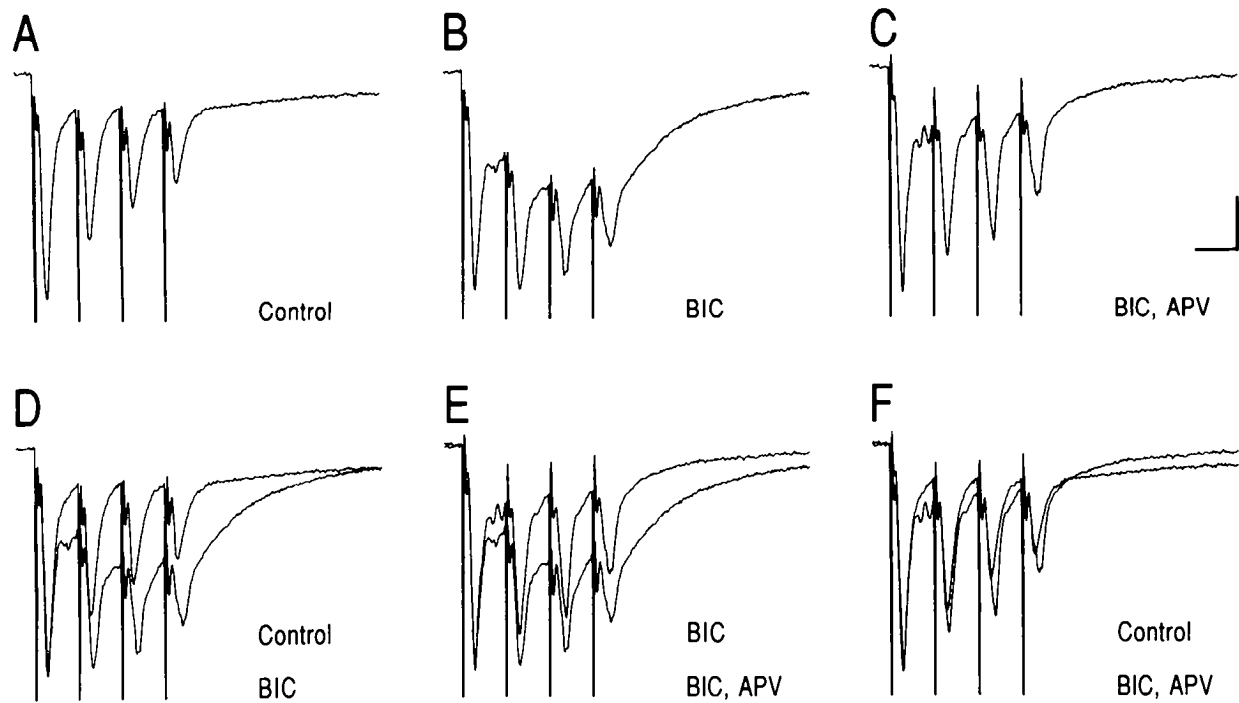 A
B
C
Control
BIC
BIC, APV
D
E
F
Control
BIC
BIC
BIC, APV
Control
BIC, APV